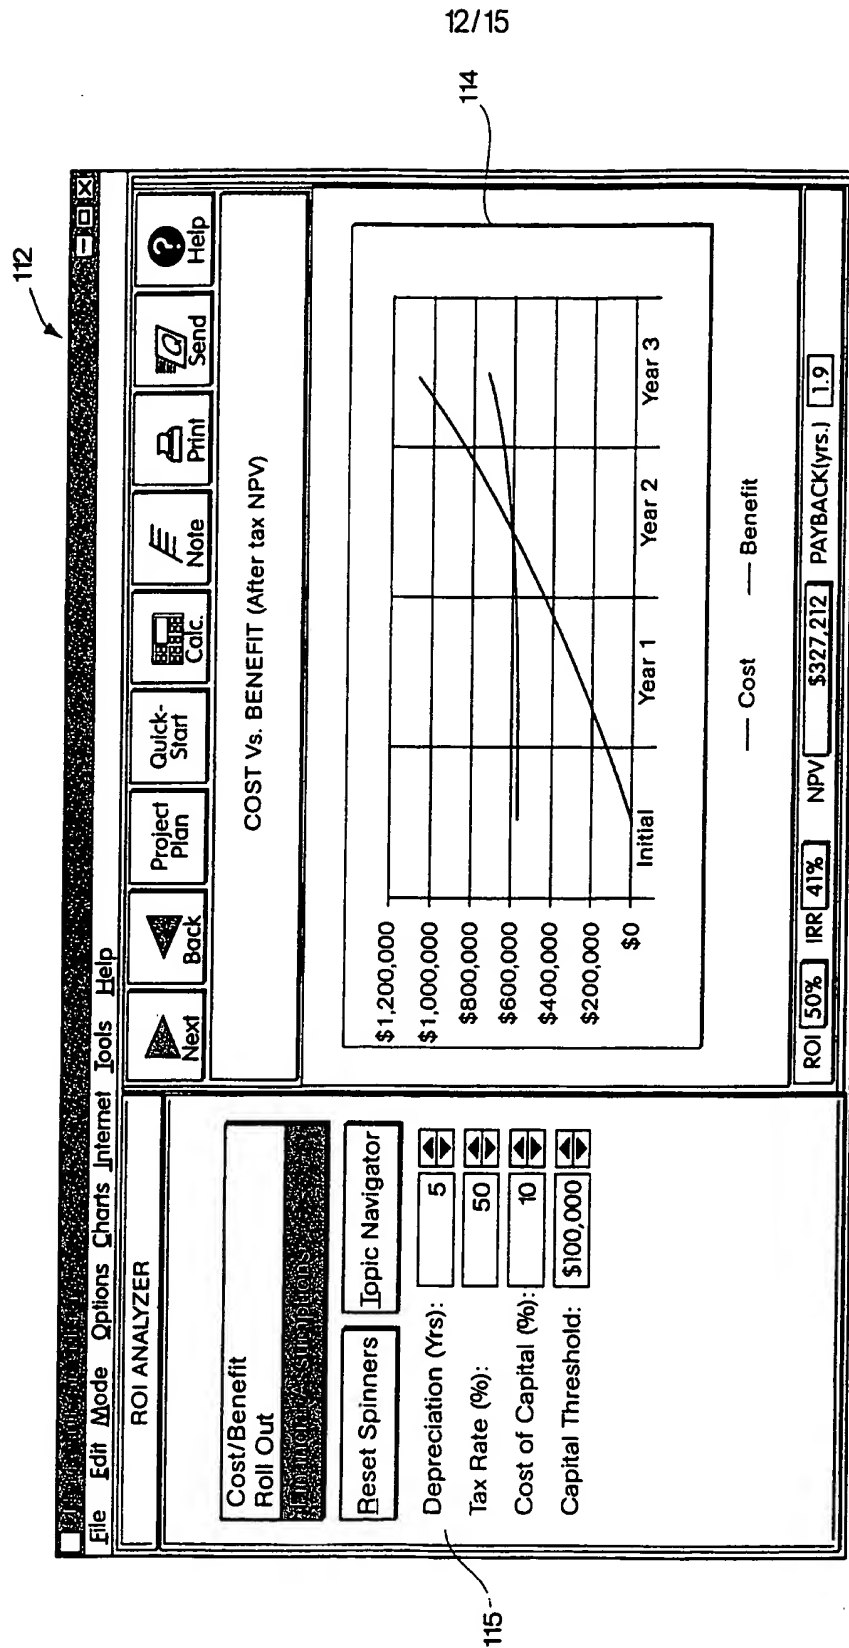 12/15
112
File Edit Mode Options Charts Internet Tools Help
ROI ANALYZER
Next
Back
Project Plan
Quick-Start
Calc.
Note
Print
Send
Help
Cost/Benefit
Roll Out
Financial Assumptions
Reset Spinners
Topic Navigator
Depreciation (Yrs): 5
Tax Rate (%): 50
Cost of Capital (%): 10
Capital Threshold: $100,000
115
COST Vs. BENEFIT (After tax NPV)
114
$1,200,000
$1,000,000
$800,000
$600,000
$400,000
$200,000
$0
Initial Year 1 Year 2 Year 3
Cost Benefit
ROI 50% IRR 41% NPV $327,212 PAYBACK(yrs.) 1.9